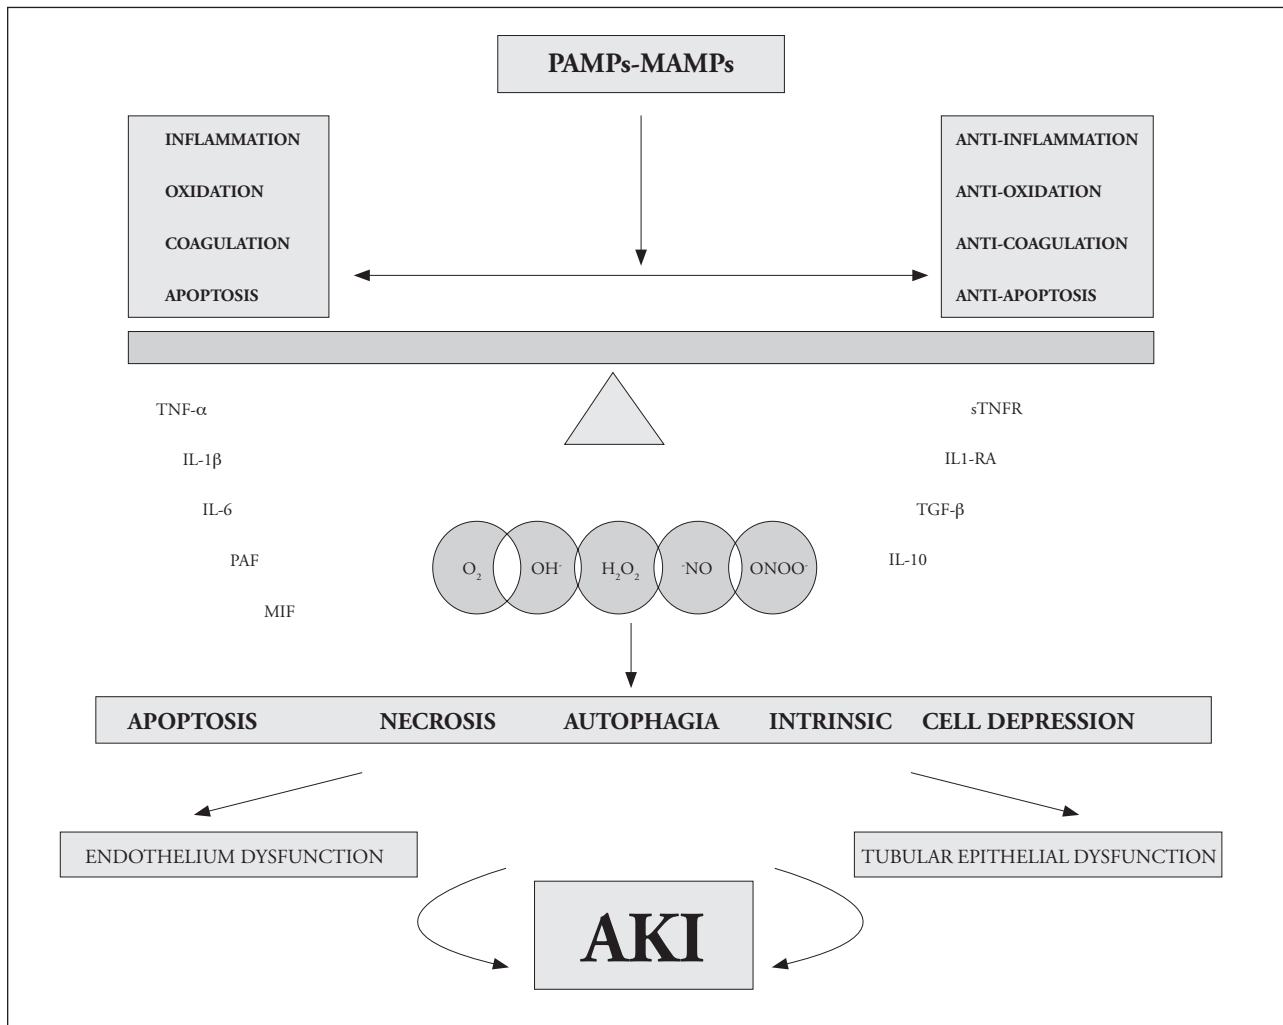 PAMPs-MAMPs
INFLAMMATION
OXIDATION
COAGULATION
APOPTOSIS
ANTI-INFLAMMATION
ANTI-OXIDATION
ANTI-COAGULATION
ANTI-APOPTOSIS
TNF-α
IL-1β
IL-6
PAF
MIF
sTNFR
IL1-RA
TGF-β
IL-10
O₂
OH⁻
H₂O₂
⁻NO
ONOO⁻
APOPTOSIS NECROSIS AUTOPHAGIA INTRINSIC CELL DEPRESSION
ENDOTHELIUM DYSFUNCTION
TUBULAR EPITHELIAL DYSFUNCTION
AKI